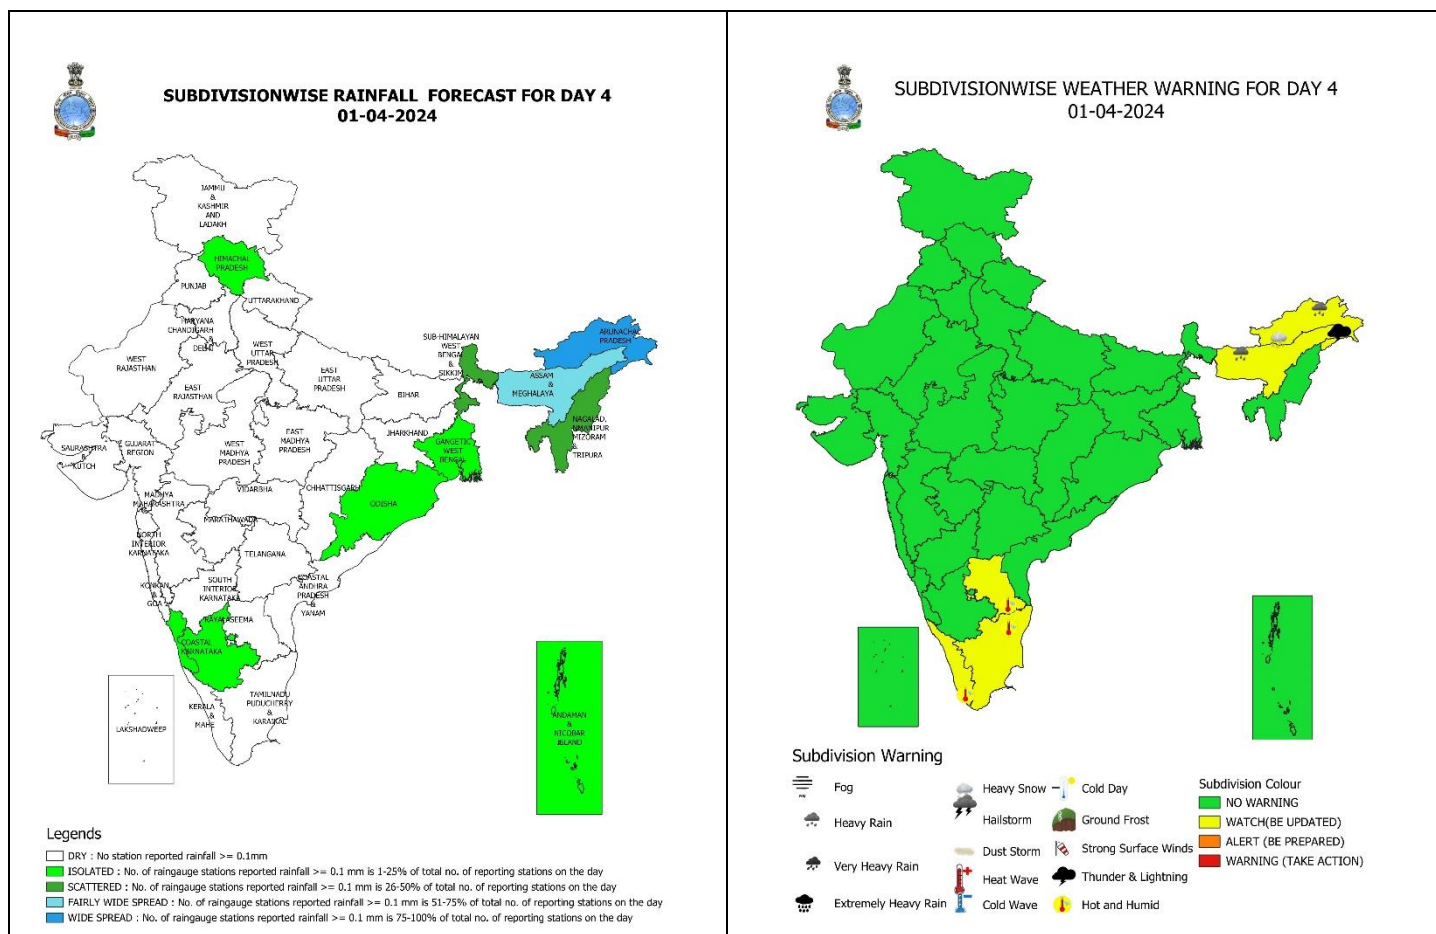 SUBDIVISIONWISE RAINFALL FORECAST FOR DAY 4
01-04-2024
JAMMU
&
KASHMIR
AND
LADAKH
HIMACHAL
PRADESH
PUNJAB
UTTARAKHAND
HARYANA
CHANDIGARH
&
DELHI
WEST
UTTAR
PRADESH
WEST
RAJASTHAN
EAST
RAJASTHAN
EAST
UTTAR
PRADESH
BIHAR
SUB-HIMALAYAN
WEST
BENGAL
&
SIKKIM
ARUNACHAL
PRADESH
ASSAM
&
MEGHALAYA
NAGALAD,
NMANIPUR
MIZORAM
&
TRIPURA
JHARKHAND
GANGETIC
WEST
BENGAL
SAURASHTRA
&
KUTCH
GUJARAT
REGION
WEST
MADHYA
PRADESH
EAST
MADHYA
PRADESH
CHHATTISGARH
ODISHA
VIDARBHA
MADHYA
MAHARASHTRA
MARATHAWADA
NORTH
INTERIOR
KARNATAKA
TELANGANA
KONKAN
&
GOA
SOUTH
INTERIOR
KARNATAKA
COASTAL
ANDHRA
PRADESH
&
YANAM
RAYALASEEMA
COASTAL
KARNATAKA
KERALA
&
MAHE
TAMILNADU
PUDUCHERRY
&
KARAIKAL
LAKSHADWEEP
ANDAMAN
&
NICOBAR
ISLAND
Legends
DRY : No station reported rainfall >= 0.1mm
ISOLATED : No. of raingauge stations reported rainfall >= 0.1 mm is 1-25% of total no. of reporting stations on the day
SCATTERED : No. of raingauge stations reported rainfall >= 0.1 mm is 26-50% of total no. of reporting stations on the day
FAIRLY WIDE SPREAD : No. of raingauge stations reported rainfall >= 0.1 mm is 51-75% of total no. of reporting stations on the day
WIDE SPREAD : No. of raingauge stations reported rainfall >= 0.1 mm is 75-100% of total no. of reporting stations on the day
SUBDIVISIONWISE WEATHER WARNING FOR DAY 4
01-04-2024
Subdivision Warning
Fog
Heavy Rain
Very Heavy Rain
Extremely Heavy Rain
Heavy Snow
Hailstorm
Dust Storm
Heat Wave
Cold Wave
Cold Day
Ground Frost
Strong Surface Winds
Thunder & Lightning
Hot and Humid
Subdivision Colour
NO WARNING
WATCH(BE UPDATED)
ALERT (BE PREPARED)
WARNING (TAKE ACTION)